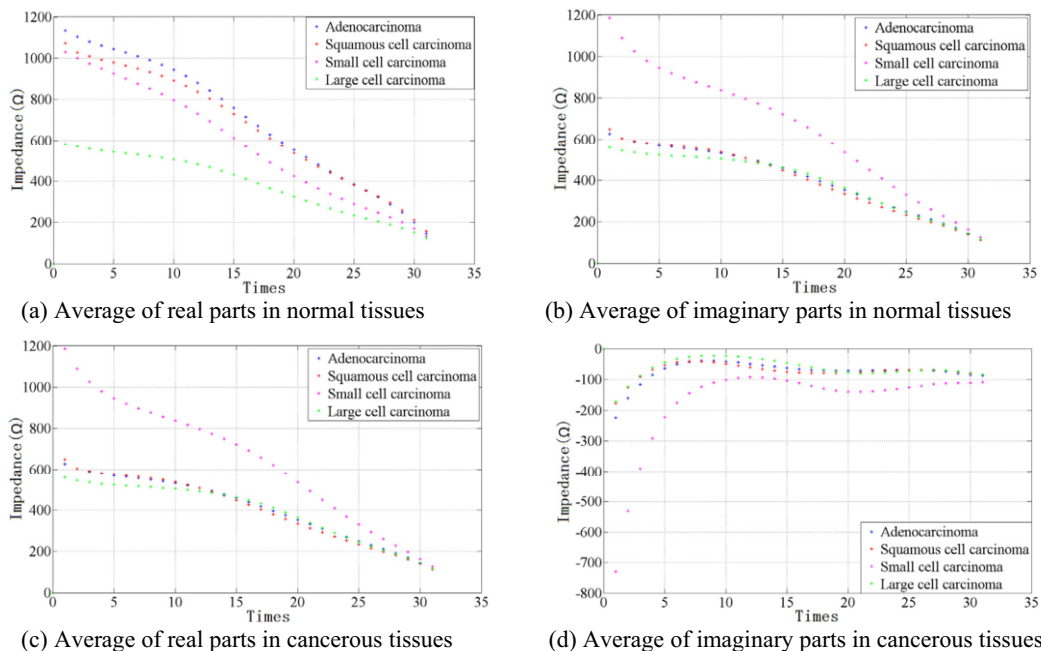 1200
1000
800
600
400
200
0
Impedance(Ω)
0 5 10 15 20 25 30 35
Times
Adenocarcinoma
Squamous cell carcinoma
Small cell carcinoma
Large cell carcinoma
(a) Average of real parts in normal tissues
1200
1000
800
600
400
200
0
Impedance(Ω)
0 5 10 15 20 25 30 35
Times
Adenocarcinoma
Squamous cell carcinoma
Small cell carcinoma
Large cell carcinoma
(b) Average of imaginary parts in normal tissues
1200
1000
800
600
400
200
0
Impedance(Ω)
0 5 10 15 20 25 30 35
Times
Adenocarcinoma
Squamous cell carcinoma
Small cell carcinoma
Large cell carcinoma
(c) Average of real parts in cancerous tissues
0
-100
-200
-300
-400
-500
-600
-700
-800
Impedance(Ω)
0 5 10 15 20 25 30 35
Times
Adenocarcinoma
Squamous cell carcinoma
Small cell carcinoma
Large cell carcinoma
(d) Average of imaginary parts in cancerous tissues